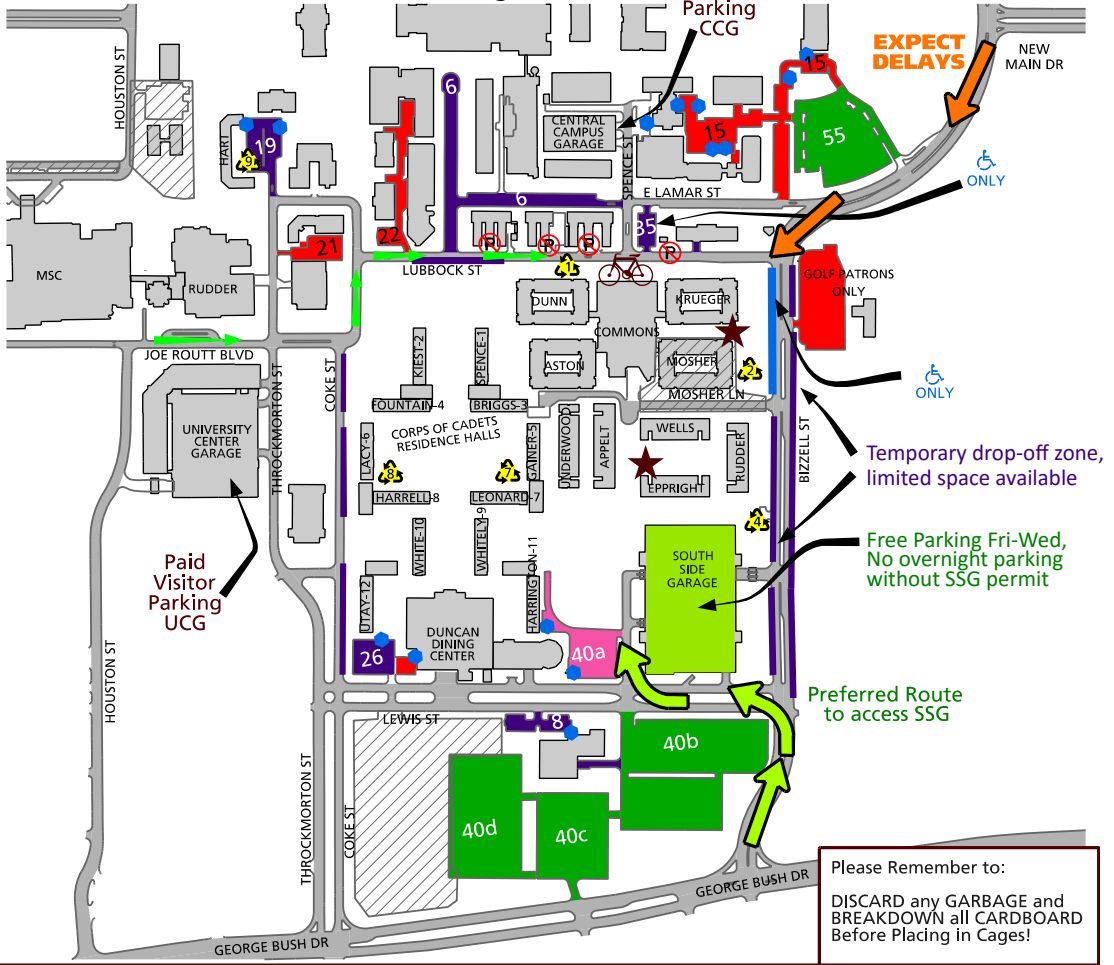 Parking
CCG
EXPECT
DELAYS
NEW
MAIN DR
HOUSTON ST
15
6
CENTRAL
CAMPUS
GARAGE
15
55
HART
19
9
SPENCE ST
ONLY
E LAMAR ST
6
35
21
22
P
P
P
P
LUBBOCK ST
1
MSC
RUDDER
DUNN
KRUEGER
GOLF PATRONS
ONLY
COMMONS
JOE ROUTT BLVD
KIEST-2
SPENCE-1
ASTON
MOSHER
2
ONLY
COKE ST
THROCKMORTON ST
MOSHER LN
FOUNTAIN-4
BRIGGS-3
CORPS OF CADETS
RESIDENCE HALLS
UNIVERSITY
CENTER
GARAGE
LACY-6
GAINER-5
UNDERWOOD
APPELT
WELLS
RUDDER
BIZZELL ST
Temporary drop-off zone,
limited space available
8
7
HARRELL-8
LEONARD-7
EPPRIGHT
4
WHITE-10
WHITELY-9
HARRINGTON-11
SOUTH
SIDE
GARAGE
Free Parking Fri-Wed,
No overnight parking
without SSG permit
Paid
Visitor
Parking
UCG
UTAY-12
DUNCAN
DINING
CENTER
26
40a
HOUSTON ST
Preferred Route
to access SSG
LEWIS ST
8
40b
THROCKMORTON ST
COKE ST
40d
40c
GEORGE BUSH DR
GEORGE BUSH DR
Please Remember to:
DISCARD any GARBAGE and
BREAKDOWN all CARDBOARD
Before Placing in Cages!